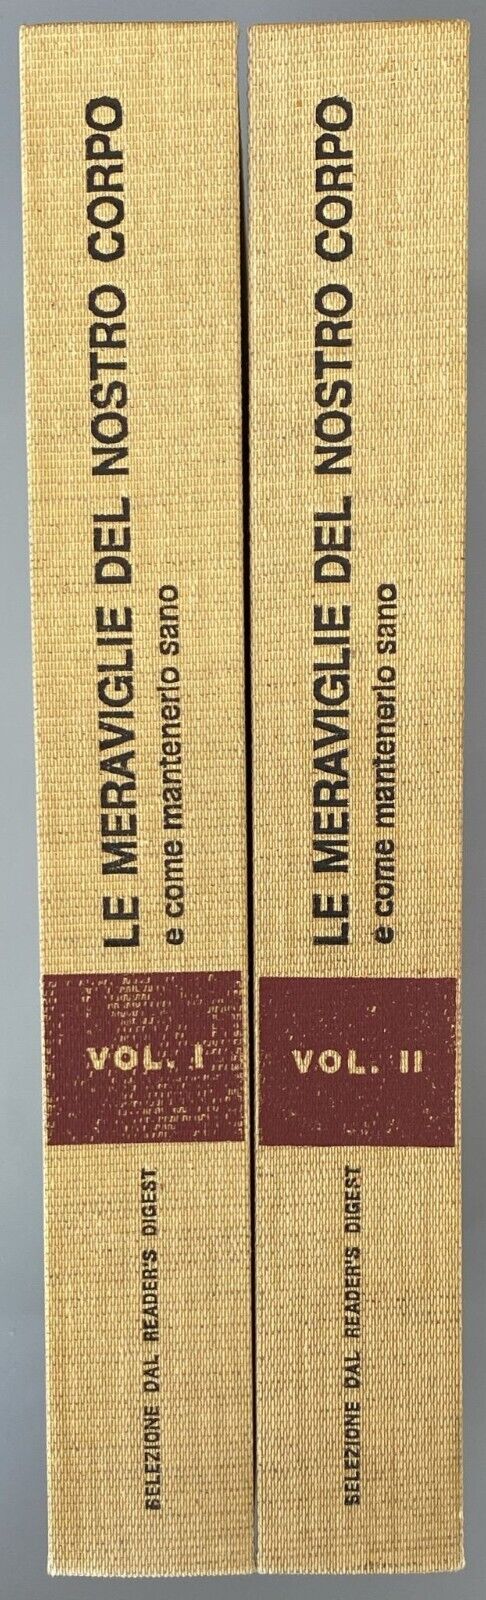 LE MERAVIGLIE DEL NOSTRO CORPO
e come mantenerlo sano
VOL. I
SELEZIONE DAL READER'S DIGEST
LE MERAVIGLIE DEL NOSTRO CORPO
e come mantenerlo sano
VOL. II
SELEZIONE DAL READER'S DIGEST